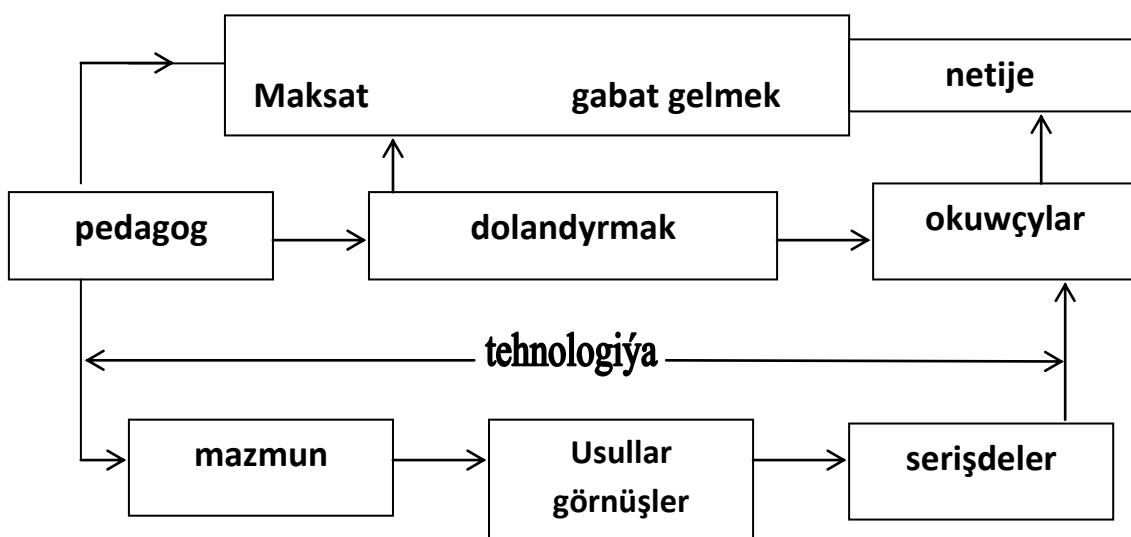 Maksat gabat gelmek
netije
pedagog
dolandyrmak
okuwçylar
tehnologiýa
mazmun
Usullar
görnüşler
serişdeler